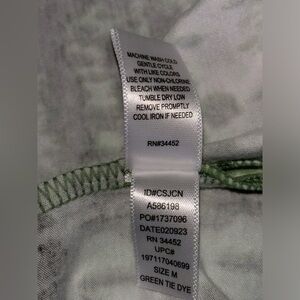 MACHINE WASH COLD
GENTLE CYCLE
WITH LIKE COLORS
USE ONLY NON-CHLORINE
BLEACH WHEN NEEDED
TUMBLE DRY LOW
REMOVE PROMPTLY
COOL IRON IF NEEDED
RN#34452
ID#CSJCN
A586198
PO#1737096
DATE020923
RN 34452
UPC#
197117040699
SIZE M
GREEN TIE DYE